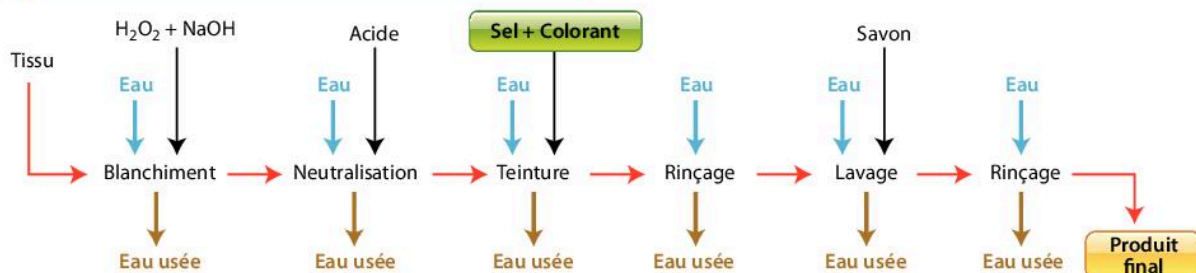 H₂O₂ + NaOH
Acide
Sel + Colorant
Savon
Tissu
Eau
Eau
Eau
Eau
Eau
Eau
Blanchiment
Neutralisation
Teinture
Rinçage
Lavage
Rinçage
Eau usée
Eau usée
Eau usée
Eau usée
Eau usée
Eau usée
Produit
final